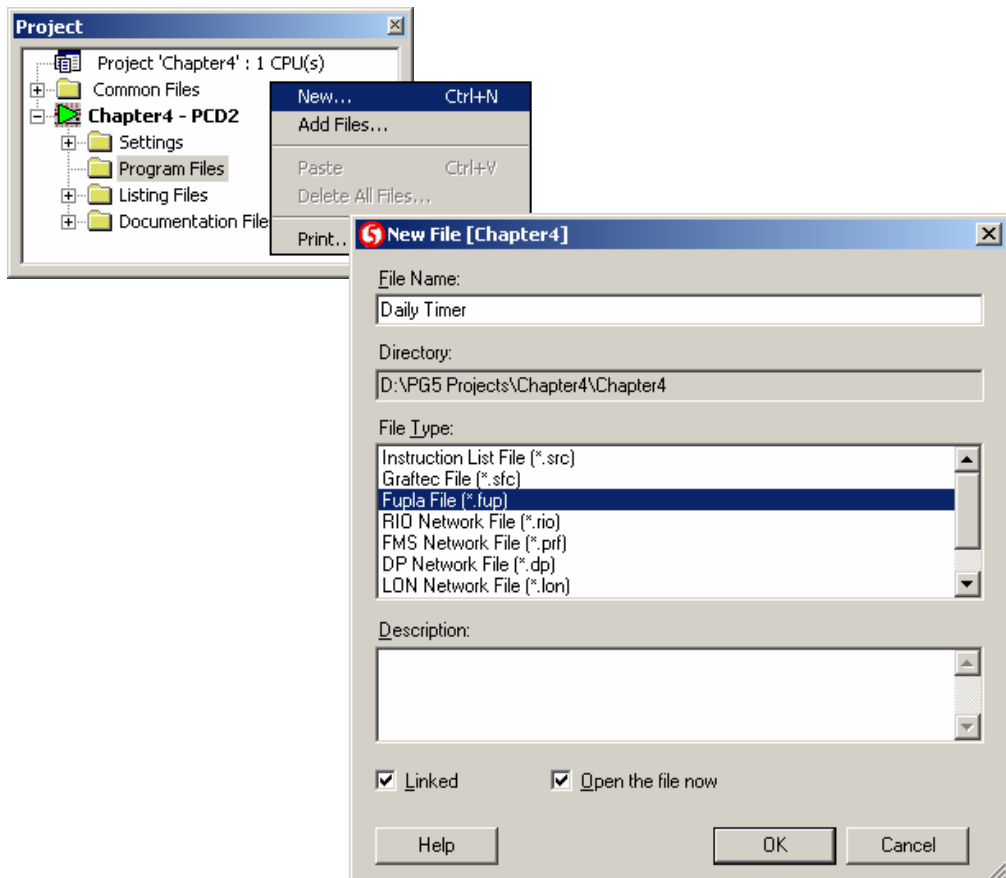 Project
Project 'Chapter4' : 1 CPU(s)
Common Files
Chapter4 - PCD2
Settings
Program Files
Listing Files
Documentation File
New... Ctrl+N
Add Files...
Paste Ctrl+V
Delete All Files...
Print..
New File [Chapter4]
File Name:
Daily Timer
Directory:
D:\PG5 Projects\Chapter4\Chapter4
File Type:
Instruction List File (*.src)
Graftec File (*.sfc)
Fupla File (*.fup)
RIO Network File (*.rio)
FMS Network File (*.prf)
DP Network File (*.dp)
LON Network File (*.lon)
Description:
Linked
Open the file now
Help
OK
Cancel